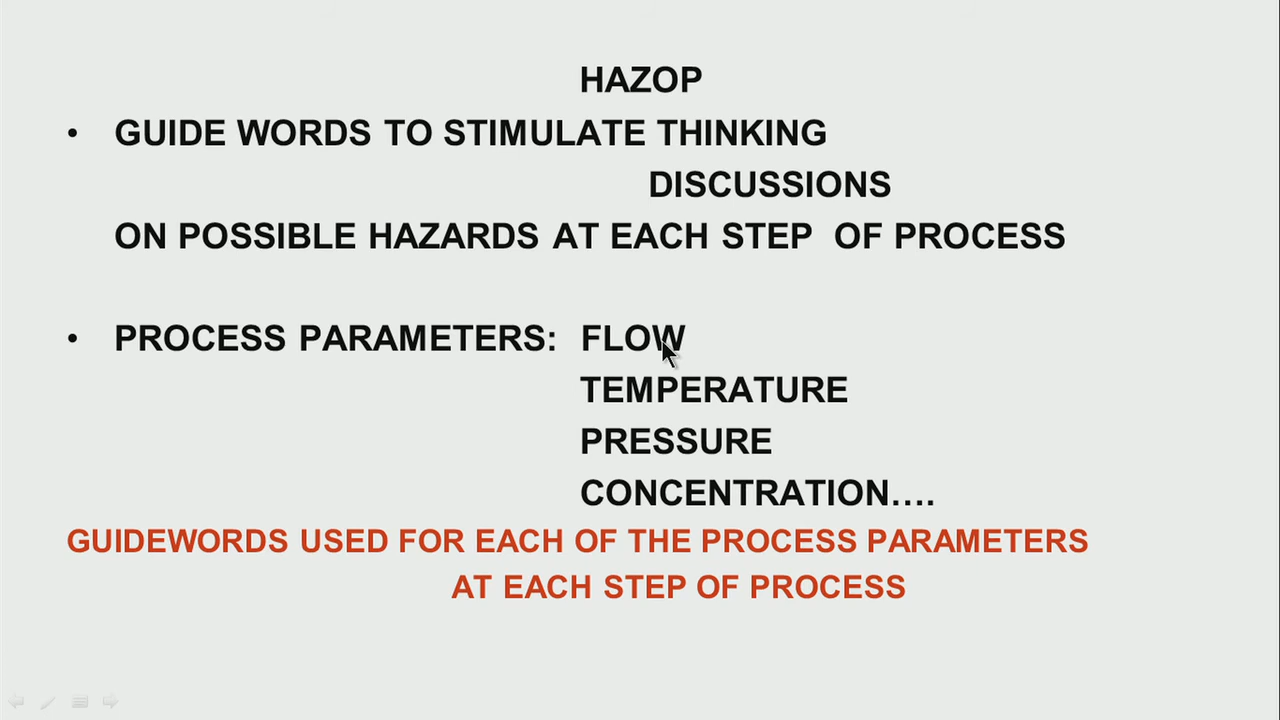 HAZOP
• GUIDE WORDS TO STIMULATE THINKING
DISCUSSIONS
ON POSSIBLE HAZARDS AT EACH STEP OF PROCESS
• PROCESS PARAMETERS: FLOW
TEMPERATURE
PRESSURE
CONCENTRATION....
GUIDEWORDS USED FOR EACH OF THE PROCESS PARAMETERS
AT EACH STEP OF PROCESS